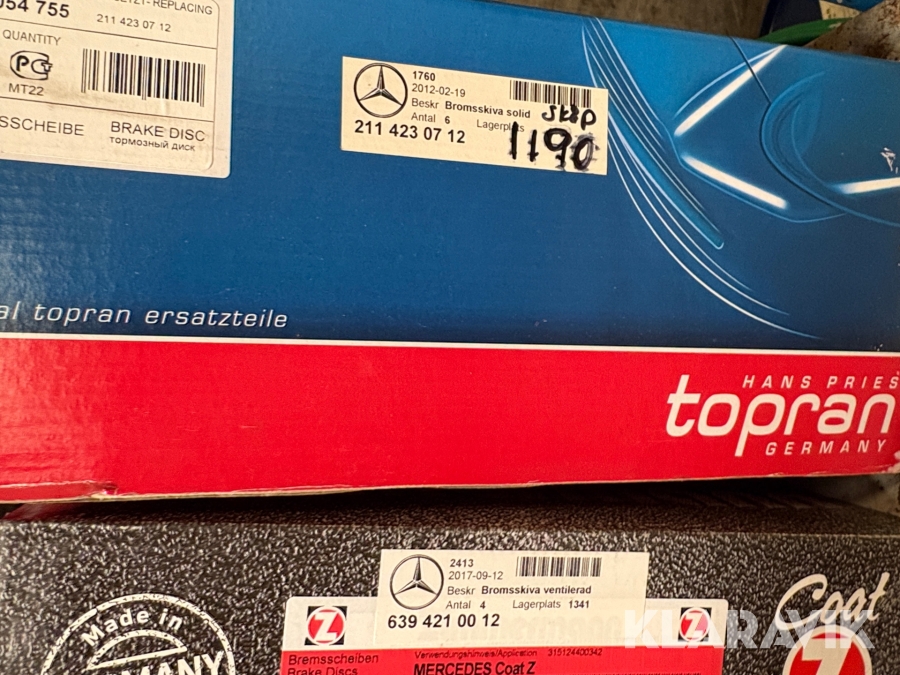 054 755
REPLACING
211 423 07 12
QUANTITY
PC
MT22
SSCHEIBE
BRAKE DISC
тормозный диск
1760
2012-02-19
Beskr Bromsskiva solid
Antal 6 Lagerplats
211 423 07 12
1190
al topran ersatzteile
HANS PRIES
topran
GERMANY
2413
2017-09-12
Beskr Bromsskiva ventilerad
Antal 4 Lagerplats 1341
639 421 00 12
Made in
GERMANY
Z
Z
Bremsscheiben
Brake Discs
Verwendungshinweis/Application 315124400342
MERCEDES Coat Z
Coat
Z
KLARAVIK